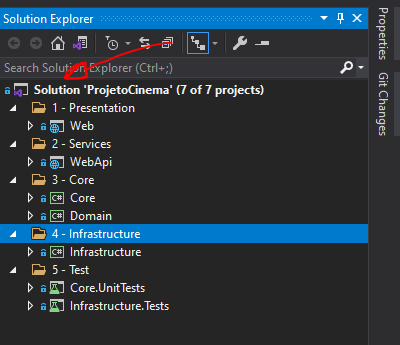 Solution Explorer
Search Solution Explorer (Ctrl+;)
Solution 'ProjetoCinema' (7 of 7 projects)
1 - Presentation
Web
2 - Services
WebApi
3 - Core
C# Core
C# Domain
4 - Infrastructure
C# Infrastructure
5 - Test
Core.UnitTests
Infrastructure.Tests
Properties
Git Changes